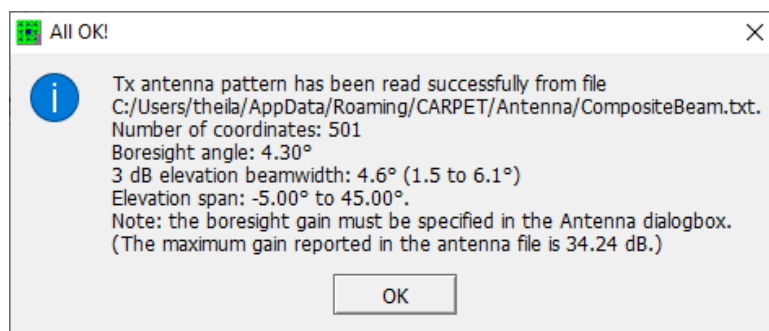 All OK!
Tx antenna pattern has been read successfully from file
C:/Users/theila/AppData/Roaming/CARPET/Antenna/CompositeBeam.txt.
Number of coordinates: 501
Boresight angle: 4.30°
3 dB elevation beamwidth: 4.6° (1.5 to 6.1°)
Elevation span: -5.00° to 45.00°.
Note: the boresight gain must be specified in the Antenna dialogbox.
(The maximum gain reported in the antenna file is 34.24 dB.)
OK